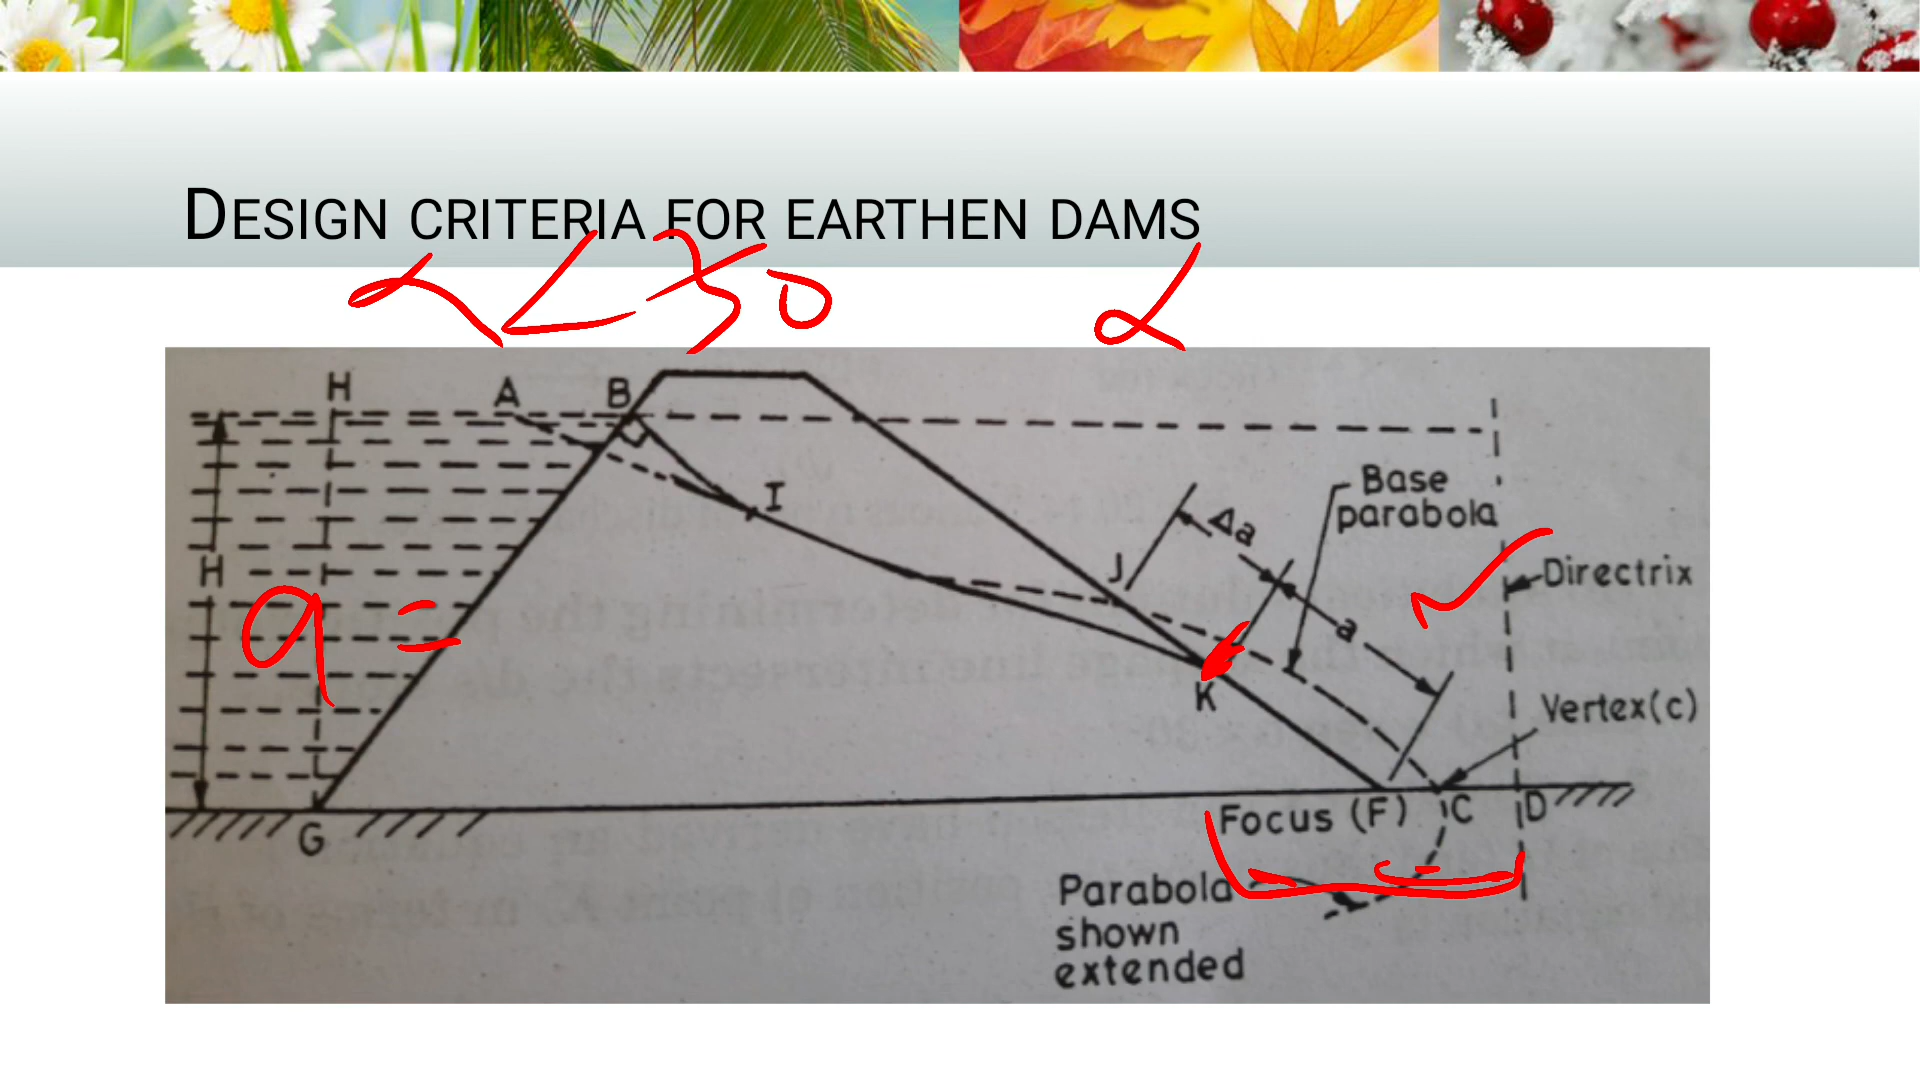 DESIGN CRITERIA FOR EARTHEN DAMS
α < 30
α
H A B
I
Δa
Base
parabola
J
H
Directrix
a
q =
K
Vertex(c)
Focus (F) C D
G
Parabola
shown
extended